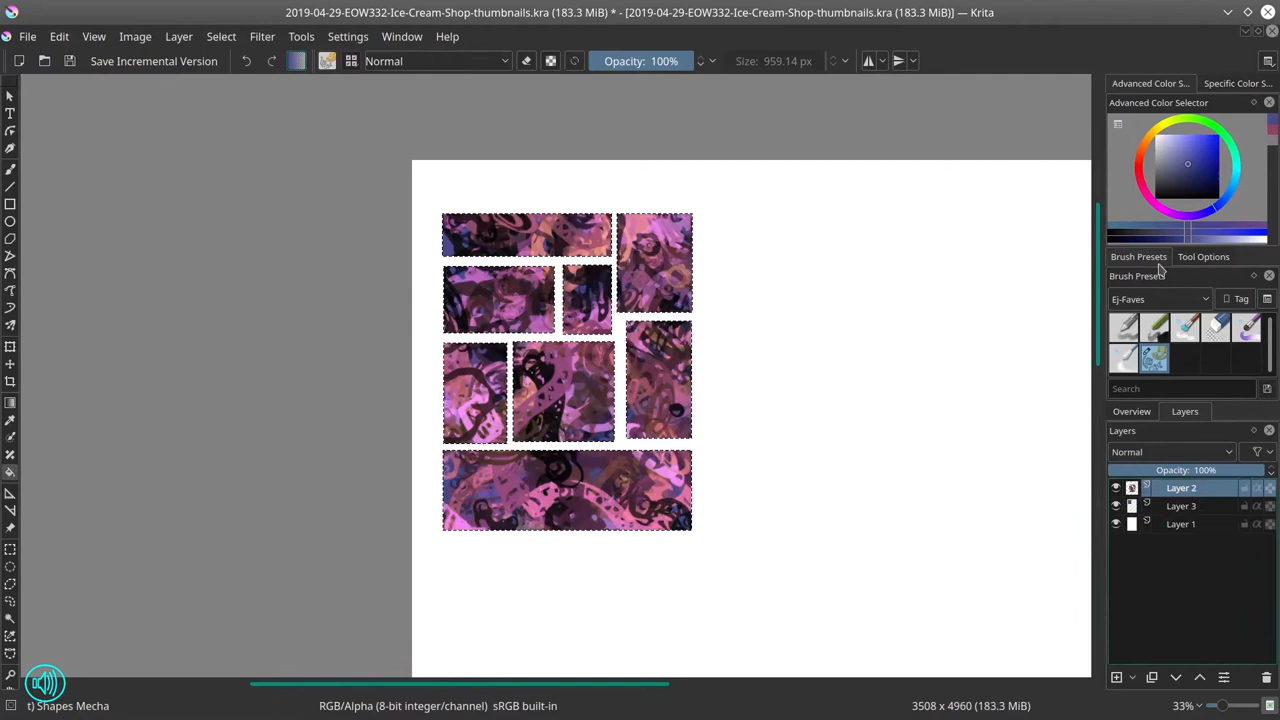 2019-04-29-EOW332-Ice-Cream-Shop-thumbnails.kra (183.3 MiB) * - [2019-04-29-EOW332-Ice-Cream-Shop-thumbnails.kra (183.3 MiB)] — Krita
File Edit View Image Layer Select Filter Tools Settings Window Help
Save Incremental Version Normal Opacity: 100% Size: 959.14 px
Advanced Color S... Specific Color S...
Advanced Color Selector
Brush Presets Tool Options
Brush Presets
Ej-Faves Tag
Search
Overview Layers
Layers
Normal
Opacity: 100%
Layer 2
Layer 3
Layer 1
t) Shapes Mecha RGB/Alpha (8-bit integer/channel) sRGB built-in 3508 x 4960 (183.3 MiB) 33%